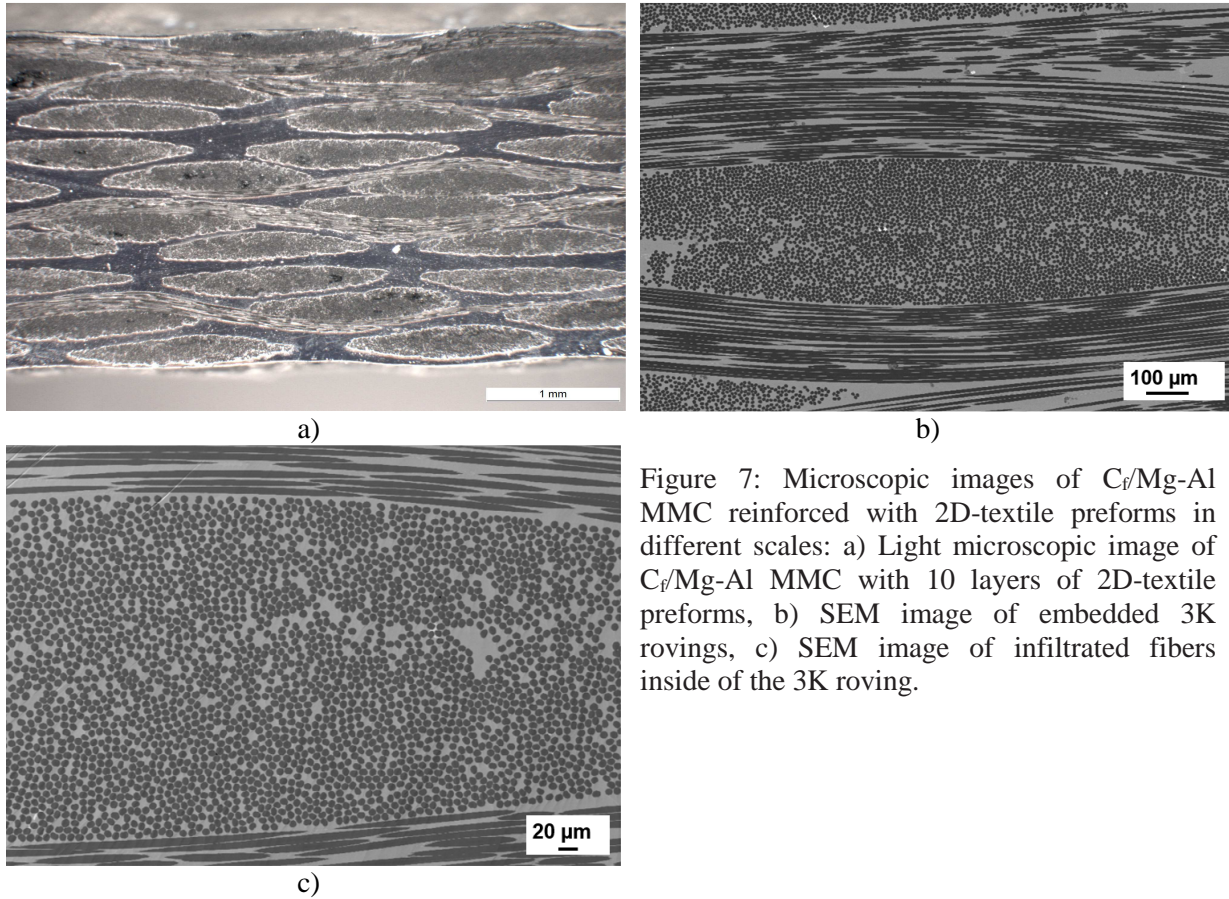 1 mm
a)
100 µm
b)
20 µm
c)
Figure 7: Microscopic images of Cf/Mg-Al
MMC reinforced with 2D-textile preforms in
different scales: a) Light microscopic image of
Cf/Mg-Al MMC with 10 layers of 2D-textile
preforms, b) SEM image of embedded 3K
rovings, c) SEM image of infiltrated fibers
inside of the 3K roving.